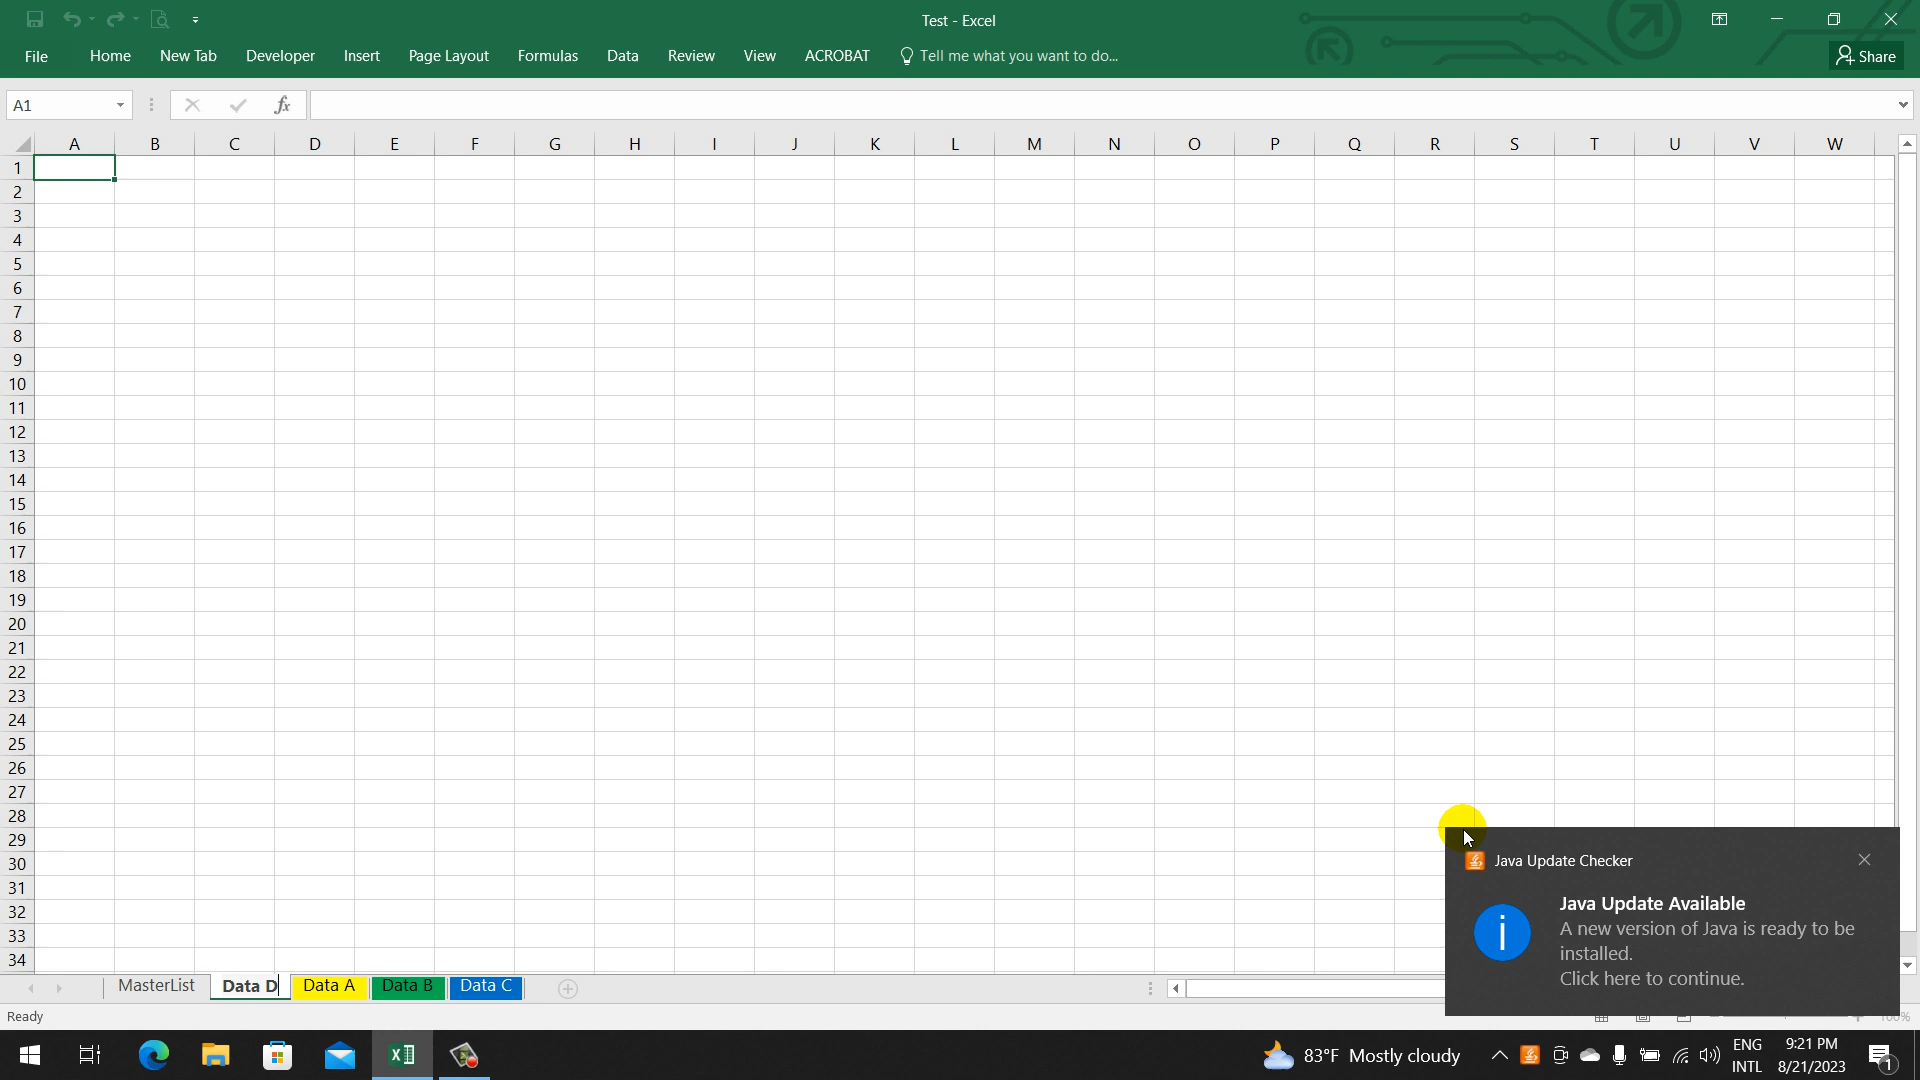 Test - Excel
File Home New Tab Developer Insert Page Layout Formulas Data Review View ACROBAT Tell me what you want to do... Share
A1 fx
A B C D E F G H I J K L M N O P Q R S T U V W
1
2
3
4
5
6
7
8
9
10
11
12
13
14
15
16
17
18
19
20
21
22
23
24
25
26
27
28
29
30
31
32
33
34
Java Update Checker
Java Update Available
A new version of Java is ready to be
installed.
Click here to continue.
MasterList Data D Data A Data B Data C
Ready 100%
83°F Mostly cloudy
ENG
INTL
9:21 PM
8/21/2023
1